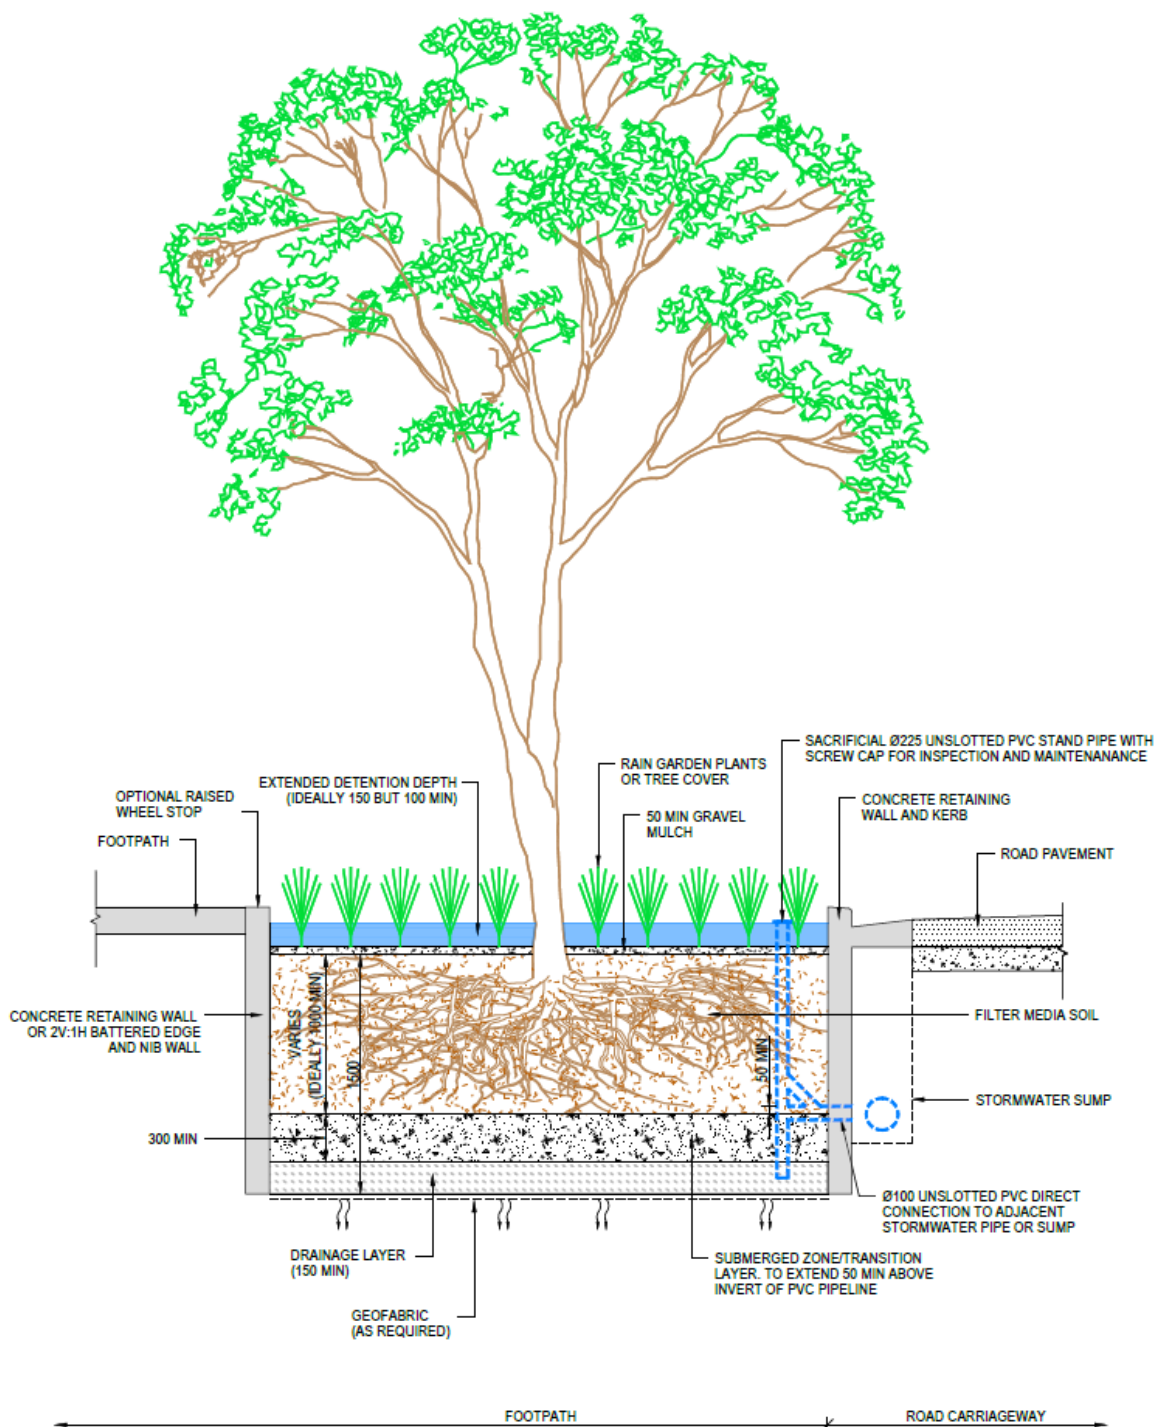 SACRIFICIAL Ø225 UNSLOTTED PVC STAND PIPE WITH
SCREW CAP FOR INSPECTION AND MAINTENANANCE
RAIN GARDEN PLANTS
OR TREE COVER
EXTENDED DETENTION DEPTH
(IDEALLY 150 BUT 100 MIN)
OPTIONAL RAISED
WHEEL STOP
CONCRETE RETAINING
WALL AND KERB
50 MIN GRAVEL
MULCH
FOOTPATH
ROAD PAVEMENT
CONCRETE RETAINING WALL
OR 2V:1H BATTERED EDGE
AND NIB WALL
VARIES
(IDEALLY 1000 MIN)
1500
50 MIN
FILTER MEDIA SOIL
STORMWATER SUMP
300 MIN
Ø100 UNSLOTTED PVC DIRECT
CONNECTION TO ADJACENT
STORMWATER PIPE OR SUMP
DRAINAGE LAYER
(150 MIN)
SUBMERGED ZONE/TRANSITION
LAYER. TO EXTEND 50 MIN ABOVE
INVERT OF PVC PIPELINE
GEOFABRIC
(AS REQUIRED)
FOOTPATH
ROAD CARRIAGEWAY